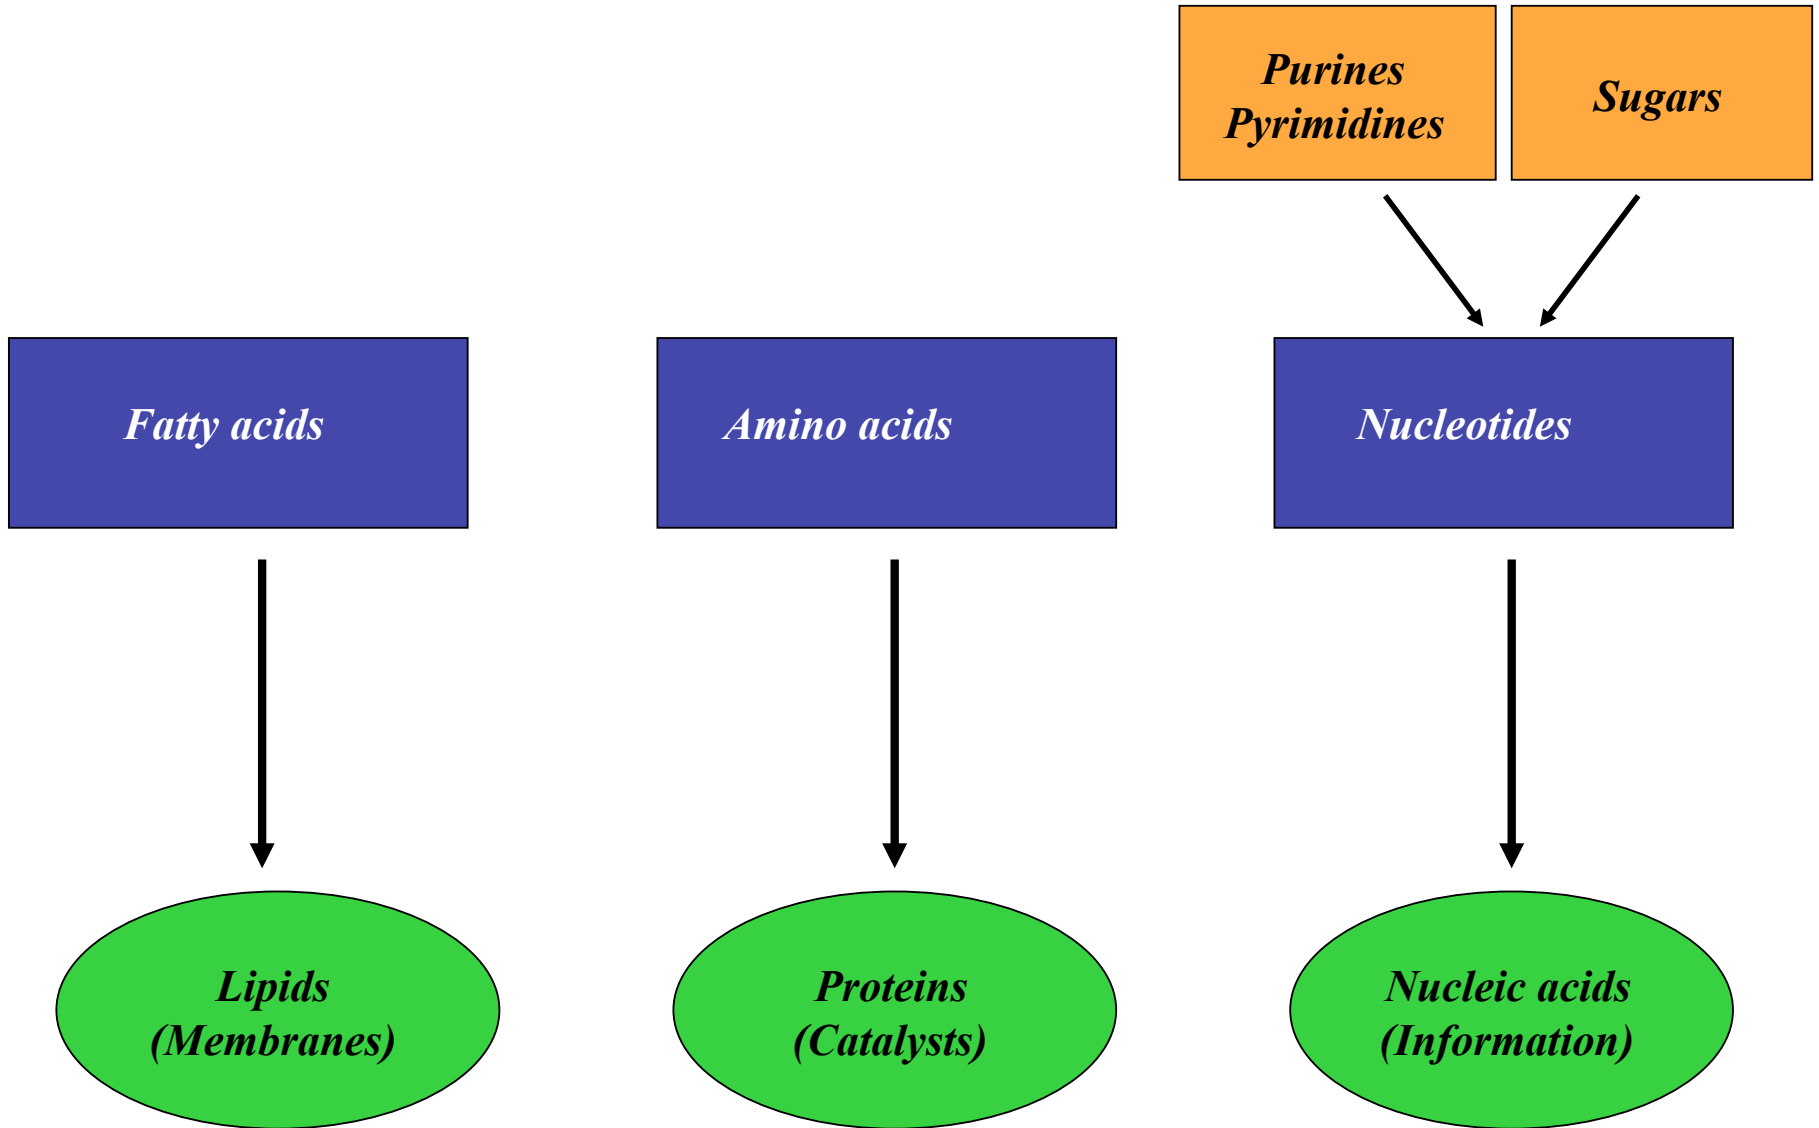 Purines
Pyrimidines
Sugars
Fatty acids
Amino acids
Nucleotides
Lipids
(Membranes)
Proteins
(Catalysts)
Nucleic acids
(Information)